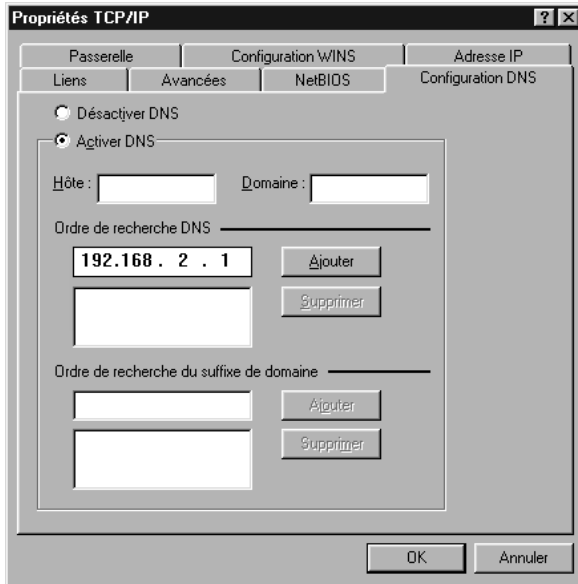 Propriétés TCP/IP
Passerelle Configuration WINS Adresse IP
Liens Avancées NetBIOS Configuration DNS
Désactiver DNS
Activer DNS
Hôte : Domaine :
Ordre de recherche DNS
192.168 . 2 . 1 Ajouter
Supprimer
Ordre de recherche du suffixe de domaine
Ajouter
Supprimer
OK Annuler